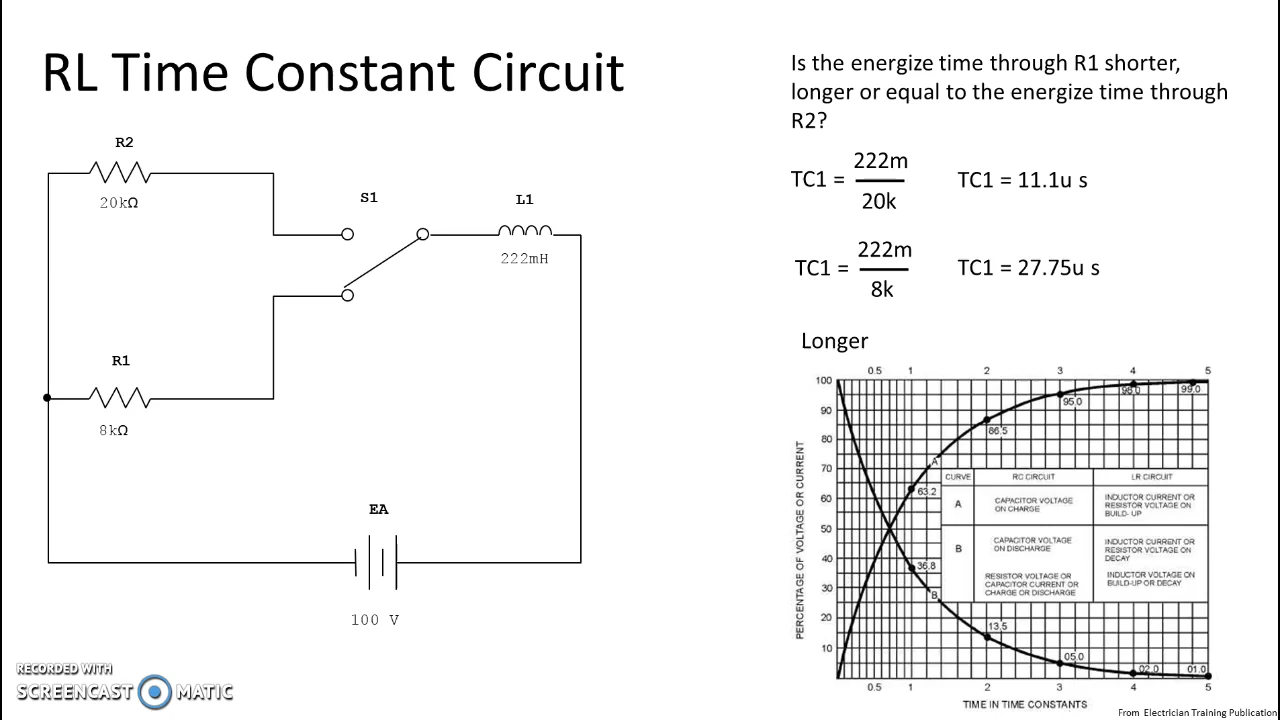 RL Time Constant Circuit
Is the energize time through R1 shorter,
longer or equal to the energize time through
R2?
TC1 = 222m
20k
TC1 = 11.1u s
TC1 = 222m
8k
TC1 = 27.75u s
Longer
R2
20kΩ
S1
L1
222mH
R1
8kΩ
EA
100 V
0.5 1 2 3 4 5
100
90
80
70
60
50
40
30
20
10
PERCENTAGE OF VOLTAGE OR CURRENT
A
63.2
86.5
95.0
98.0
99.0
B
36.8
13.5
05.0
02.0
01.0
CURVE RC CIRCUIT LR CIRCUIT
A
CAPACITOR VOLTAGE
ON CHARGE
INDUCTOR CURRENT OR
RESISTOR VOLTAGE ON
BUILD- UP
B
CAPACITOR VOLTAGE
ON DISCHARGE
INDUCTOR CURRENT OR
RESISTOR VOLTAGE ON
DECAY
RESISTOR VOLTAGE OR
CAPACITOR CURRENT OR
CHARGE OR DISCHARGE
INDUCTOR VOLTAGE ON
BUILD-UP OR DECAY
0.5 1 2 3 4 5
TIME IN TIME CONSTANTS
From Electrician Training Publication
RECORDED WITH
SCREENCAST MATIC